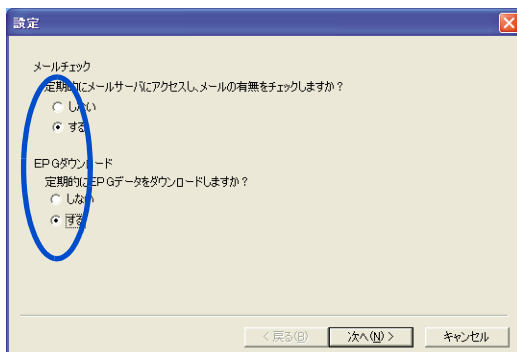 設定
メールチェック
定期的にメールサーバにアクセスし、メールの有無をチェックしますか？
しない
する
EPGダウンロード
定期的にEPGデータをダウンロードしますか？
しない
する
< 戻る(B)
次へ(N) >
キャンセル